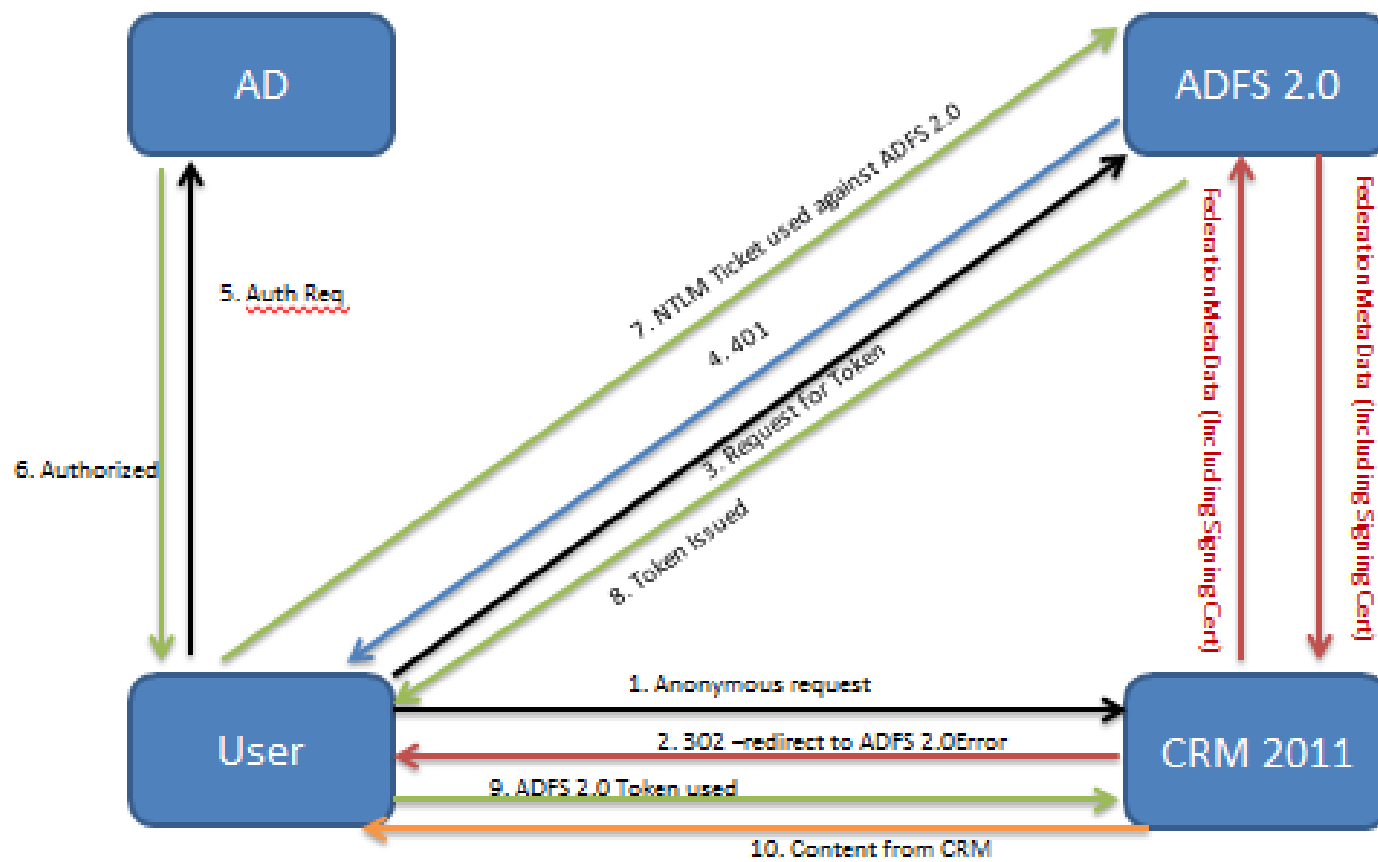 AD
ADFS 2.0
7. NTLM Ticket used against ADFS 2.0
4. 401
5. Auth Req
3. Request for Token
6. Authorized
8. Token Issued
Federation MetaData (Including Signing Cert)
Federation MetaData (Including Signing Cert)
1. Anonymous request
2. 302 –redirect to ADFS 2.0Error
User
CRM 2011
9. ADFS 2.0 Token used
10. Content from CRM